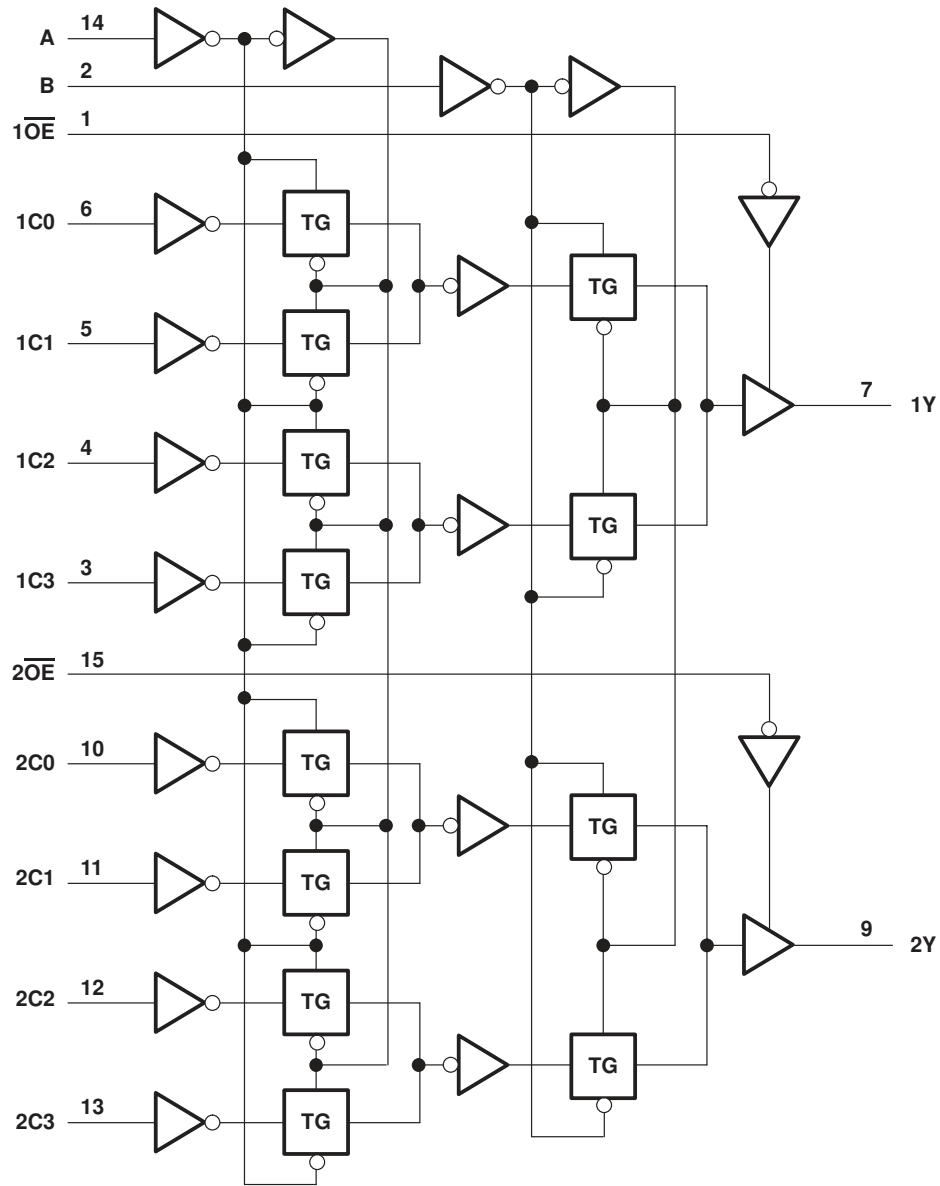 A 14
B 2
1OE 1
1C0 6 TG
TG
1C1 5 TG
7
1Y
1C2 4 TG
TG
1C3 3 TG
2OE 15
2C0 10 TG
TG
2C1 11 TG
9
2Y
2C2 12 TG
TG
2C3 13 TG